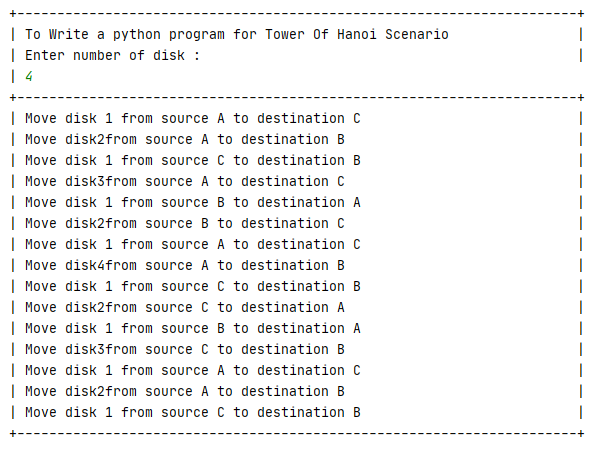 +----------------------------------------------------------------------+
| To Write a python program for Tower Of Hanoi Scenario                |
| Enter number of disk :                                               |
| 4
+----------------------------------------------------------------------+
| Move disk 1 from source A to destination C                           |
| Move disk2from source A to destination B                             |
| Move disk 1 from source C to destination B                           |
| Move disk3from source A to destination C                             |
| Move disk 1 from source B to destination A                           |
| Move disk2from source B to destination C                             |
| Move disk 1 from source A to destination C                           |
| Move disk4from source A to destination B                             |
| Move disk 1 from source C to destination B                           |
| Move disk2from source C to destination A                             |
| Move disk 1 from source B to destination A                           |
| Move disk3from source C to destination B                             |
| Move disk 1 from source A to destination C                           |
| Move disk2from source A to destination B                             |
| Move disk 1 from source C to destination B                           |
+----------------------------------------------------------------------+